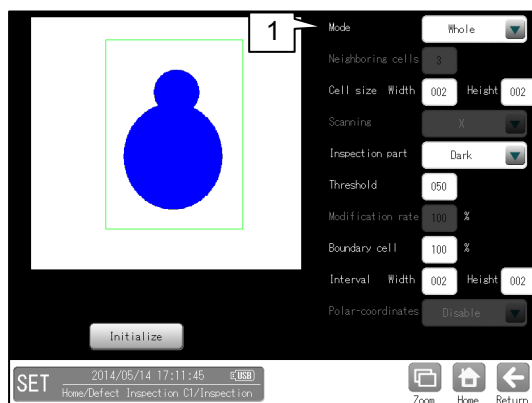 1
Mode Whole
Neighboring cells 3
Cell size Width 002 Height 002
Scanning X
Inspection part Dark
Threshold 050
Modification rate 100 %
Boundary cell 100 %
Interval Width 002 Height 002
Polar-coordinates Disable
Initialize
SET 2014/05/14 17:11:45 (USB)
Home/Defect Inspection C1/Inspection
Zoom Home Return